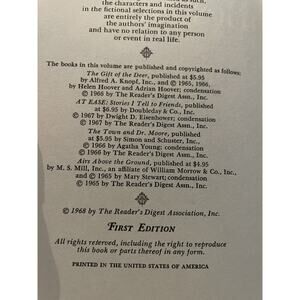 the characters and incidents
in the fictional selections in this volume
are entirely the product of
the authors' imagination
and have no relation to any person
or event in real life.
The books in this volume are published and copyrighted as follows:
The Gift of the Deer, published at $5.95
by Alfred A. Knopf, Inc., and © 1965, 1966,
by Helen Hoover and Adrian Hoover; condensation
© 1966 by The Reader's Digest Assn., Inc.
AT EASE: Stories I Tell to Friends, published
at $6.95 by Doubleday & Co., Inc.
© 1967 by Dwight D. Eisenhower; condensation
© 1967 by The Reader's Digest Assn., Inc.
The Town and Dr. Moore, published
at $5.95 by Simon and Schuster, Inc.,
© 1966 by Agatha Young; condensation
© 1968 by The Reader's Digest Assn., Inc.
Airs Above the Ground, published at $4.95
by M. S. Mill, Inc., an affiliate of William Morrow & Co., Inc.,
© 1965 by Mary Stewart; condensation
© 1965 by The Reader's Digest Assn., Inc.
© 1968 by The Reader's Digest Association, Inc.
FIRST EDITION
All rights reserved, including the right to reproduce
this book or parts thereof in any form.
PRINTED IN THE UNITED STATES OF AMERICA